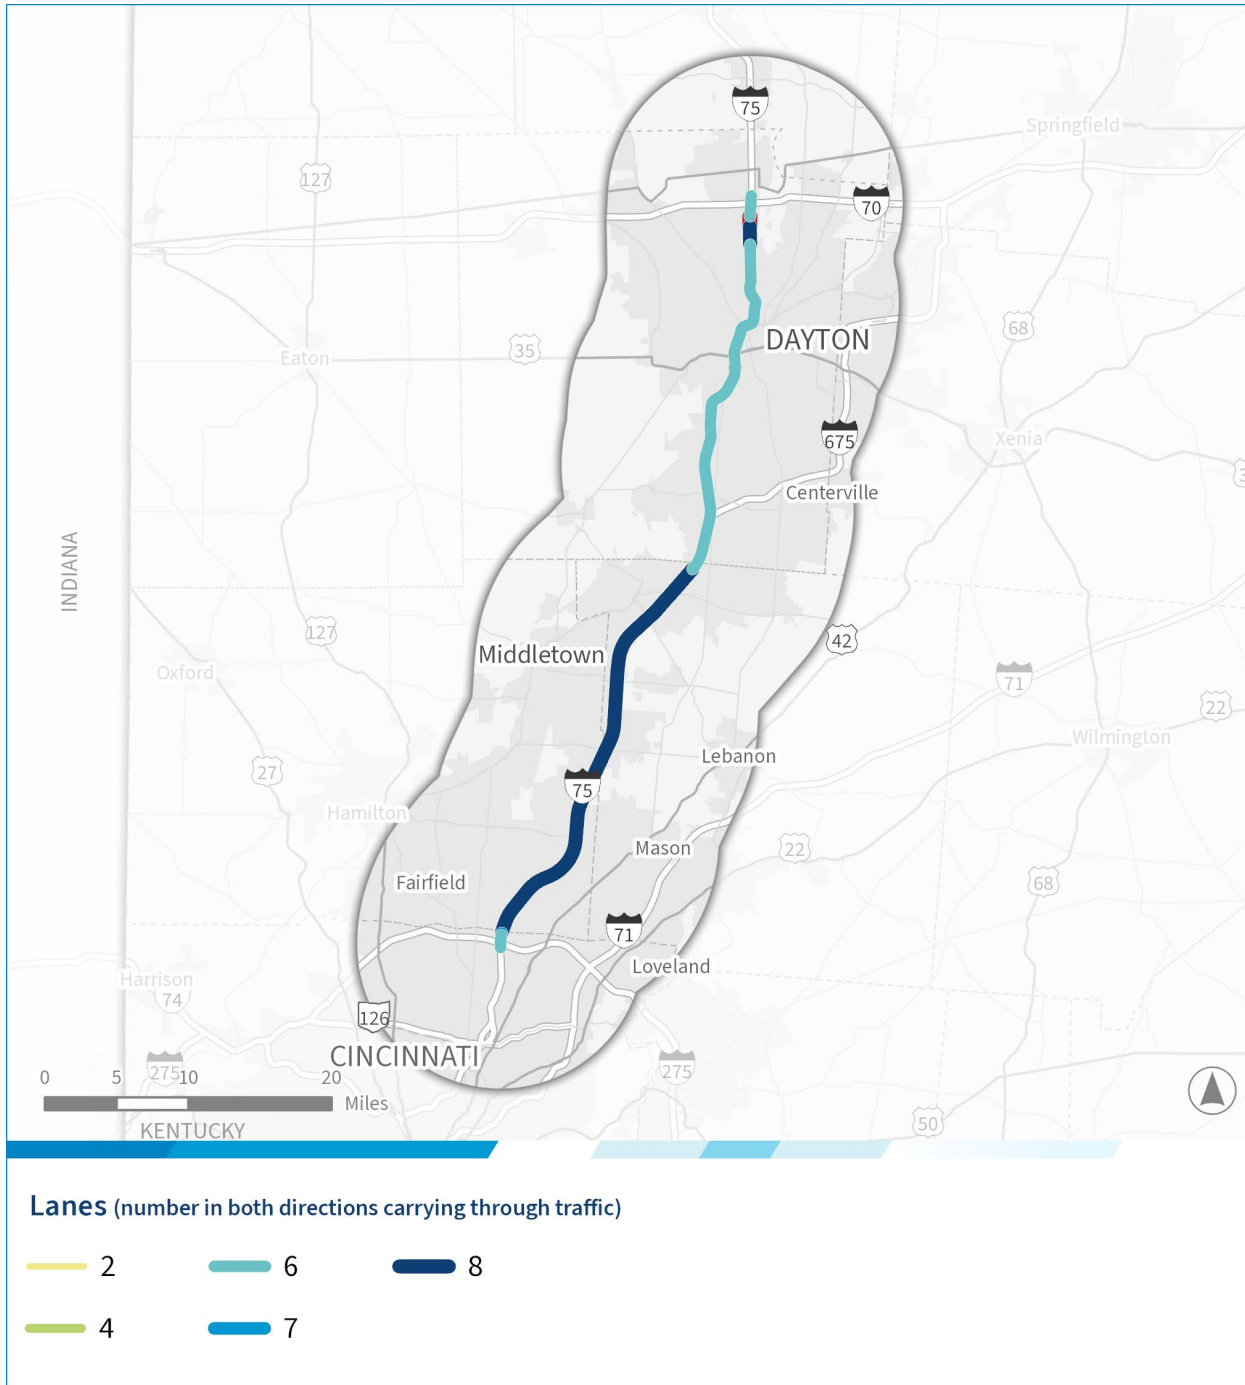 75
Springfield
127
70
68
35
DAYTON
Eaton
675
Xenia
3
Centerville
INDIANA
127
42
Middletown
Oxford
71
22
Wilmington
Lebanon
27
75
Hamilton
Mason
22
Fairfield
68
71
Loveland
Harrison
74
126
CINCINNATI
275
275
0 5 10 20
Miles
50
KENTUCKY
Lanes (number in both directions carrying through traffic)
2 6 8
4 7